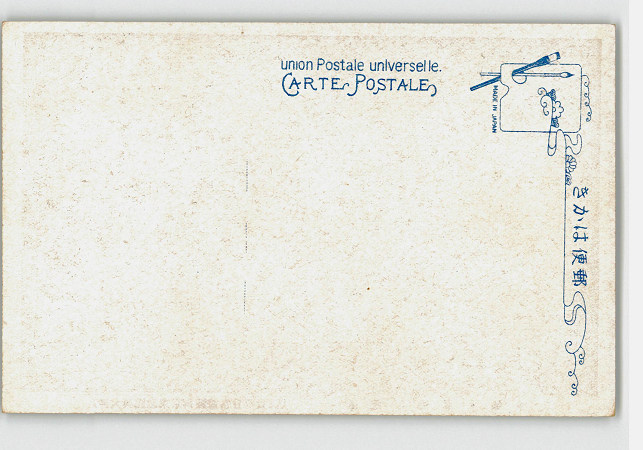 union Postale universelle.
CARTE POSTALE
MADE IN JAPAN
きかは便郵